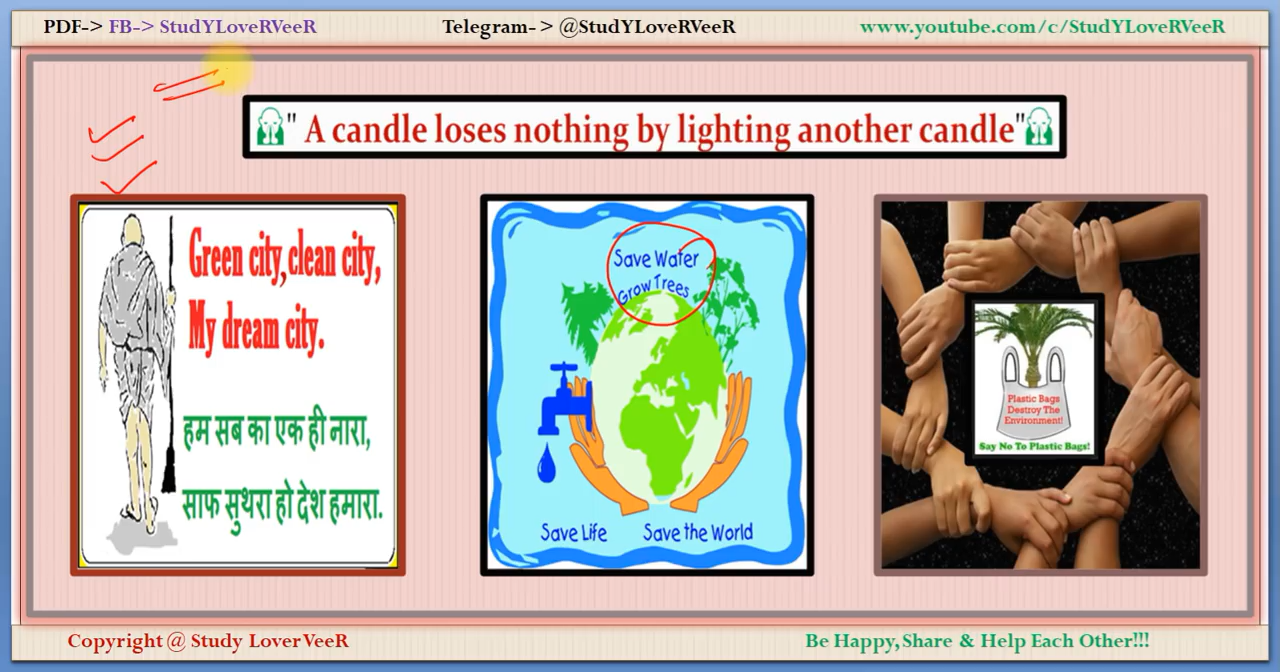 PDF-> FB-> StudYLoveRVeeR
Telegram- > @StudYLoveRVeeR
www.youtube.com/c/StudYLoveRVeeR
" A candle loses nothing by lighting another candle"
Green city,clean city,
My dream city.
हम सब का एक ही नारा,
साफ सुथरा हो देश हमारा.
Save Water
Grow Trees
Save Life
Save the World
Plastic Bags
Destroy The
Environment!
Say No To Plastic Bags!
Copyright @ Study LoverVeeR
Be Happy,Share & Help Each Other!!!